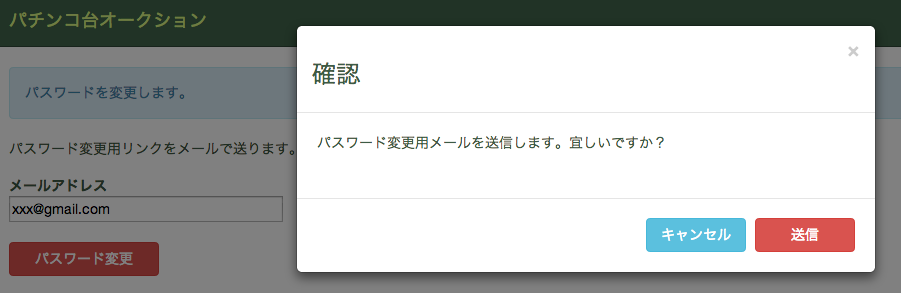 パチンコ台オークション
パスワードを変更します。
パスワード変更用リンクをメールで送ります。
メールアドレス
xxx@gmail.com
パスワード変更
×
確認
パスワード変更用メールを送信します。宜しいですか？
キャンセル
送信